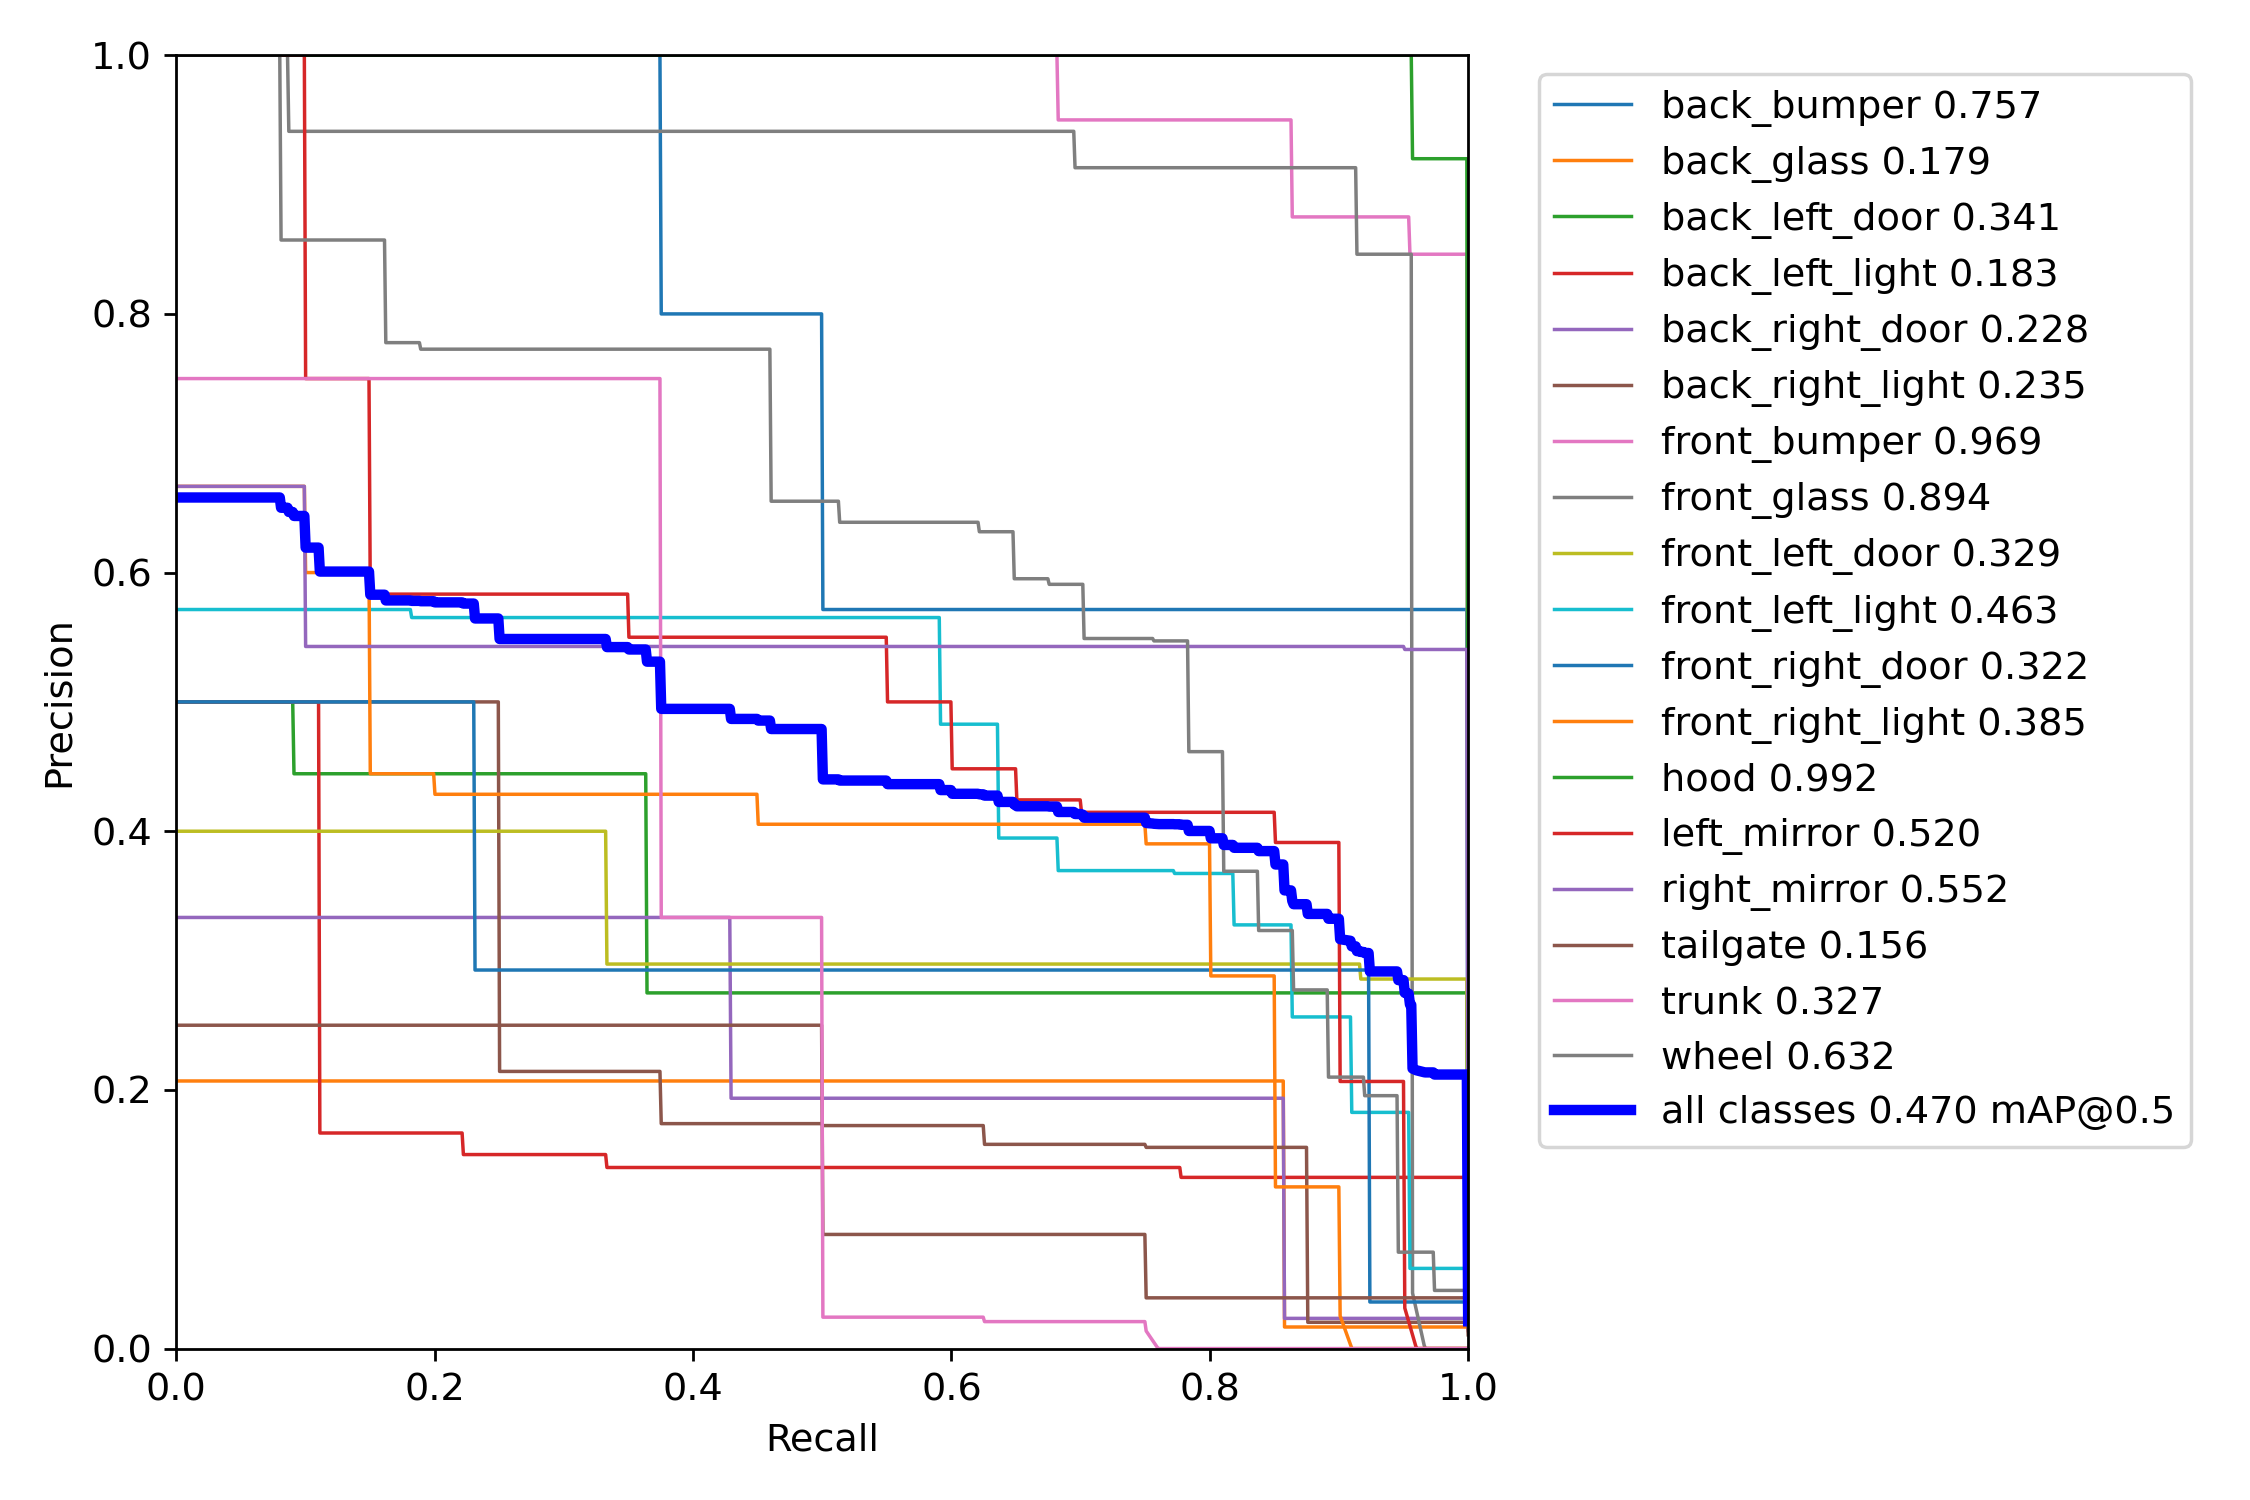 1.0
0.8
0.6
0.4
0.2
0.0
Precision
0.0 0.2 0.4 0.6 0.8 1.0
Recall
back_bumper 0.757
back_glass 0.179
back_left_door 0.341
back_left_light 0.183
back_right_door 0.228
back_right_light 0.235
front_bumper 0.969
front_glass 0.894
front_left_door 0.329
front_left_light 0.463
front_right_door 0.322
front_right_light 0.385
hood 0.992
left_mirror 0.520
right_mirror 0.552
tailgate 0.156
trunk 0.327
wheel 0.632
all classes 0.470 mAP@0.5